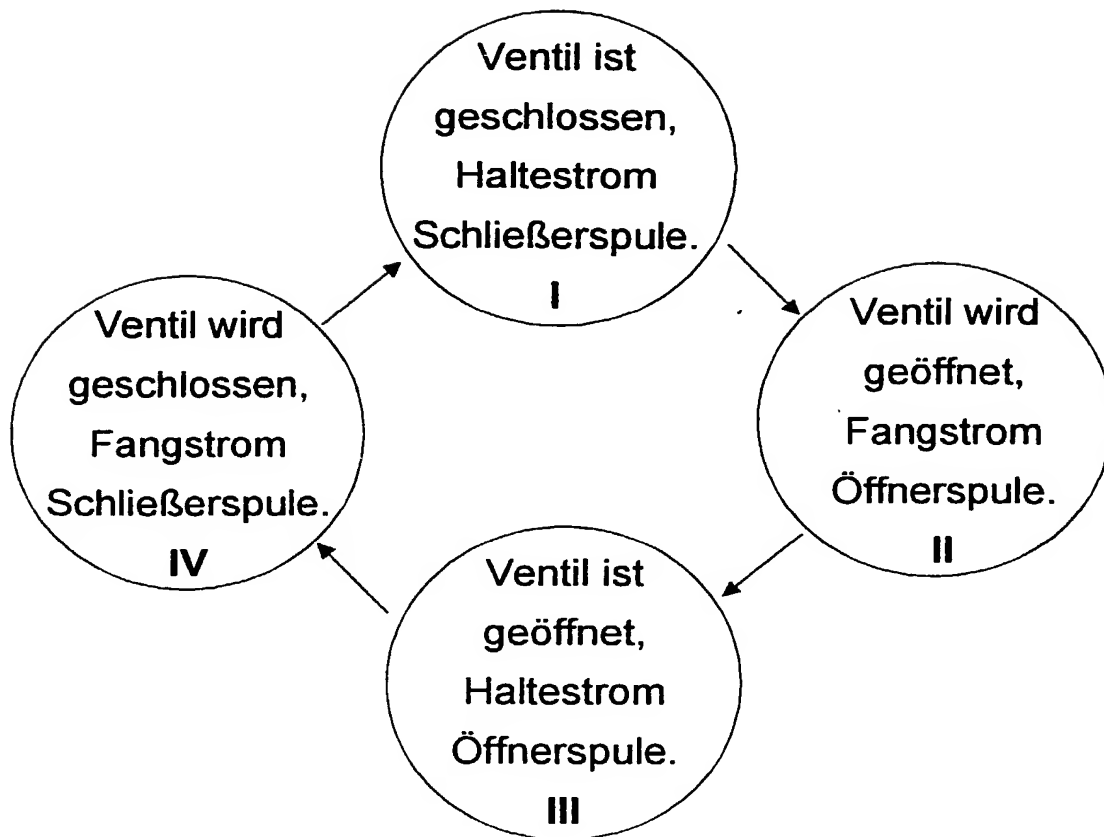 Ventil ist
geschlossen,
Haltestrom
Schließerspule.
I
Ventil wird
geöffnet,
Fangstrom
Öffnerspule.
II
Ventil ist
geöffnet,
Haltestrom
Öffnerspule.
III
Ventil wird
geschlossen,
Fangstrom
Schließerspule.
IV